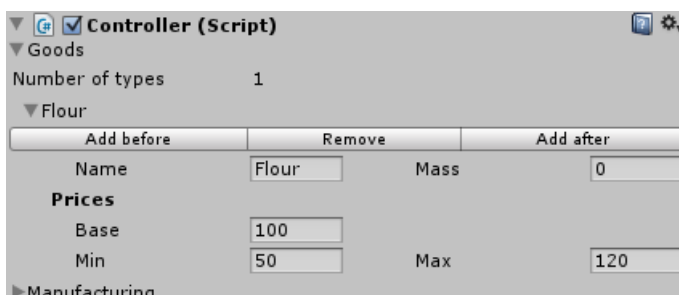 Controller (Script)
Goods
Number of types 1
Flour
Add before Remove Add after
Name Flour Mass 0
Prices
Base 100
Min 50 Max 120
Manufacturing